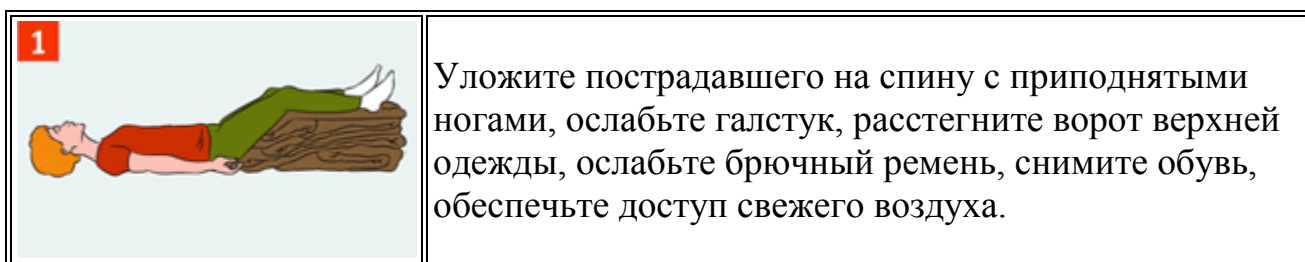 1
Уложите пострадавшего на спину с приподнятыми
ногами, ослабьте галстук, расстегните ворот верхней
одежды, ослабьте брючный ремень, снимите обувь,
обеспечьте доступ свежего воздуха.